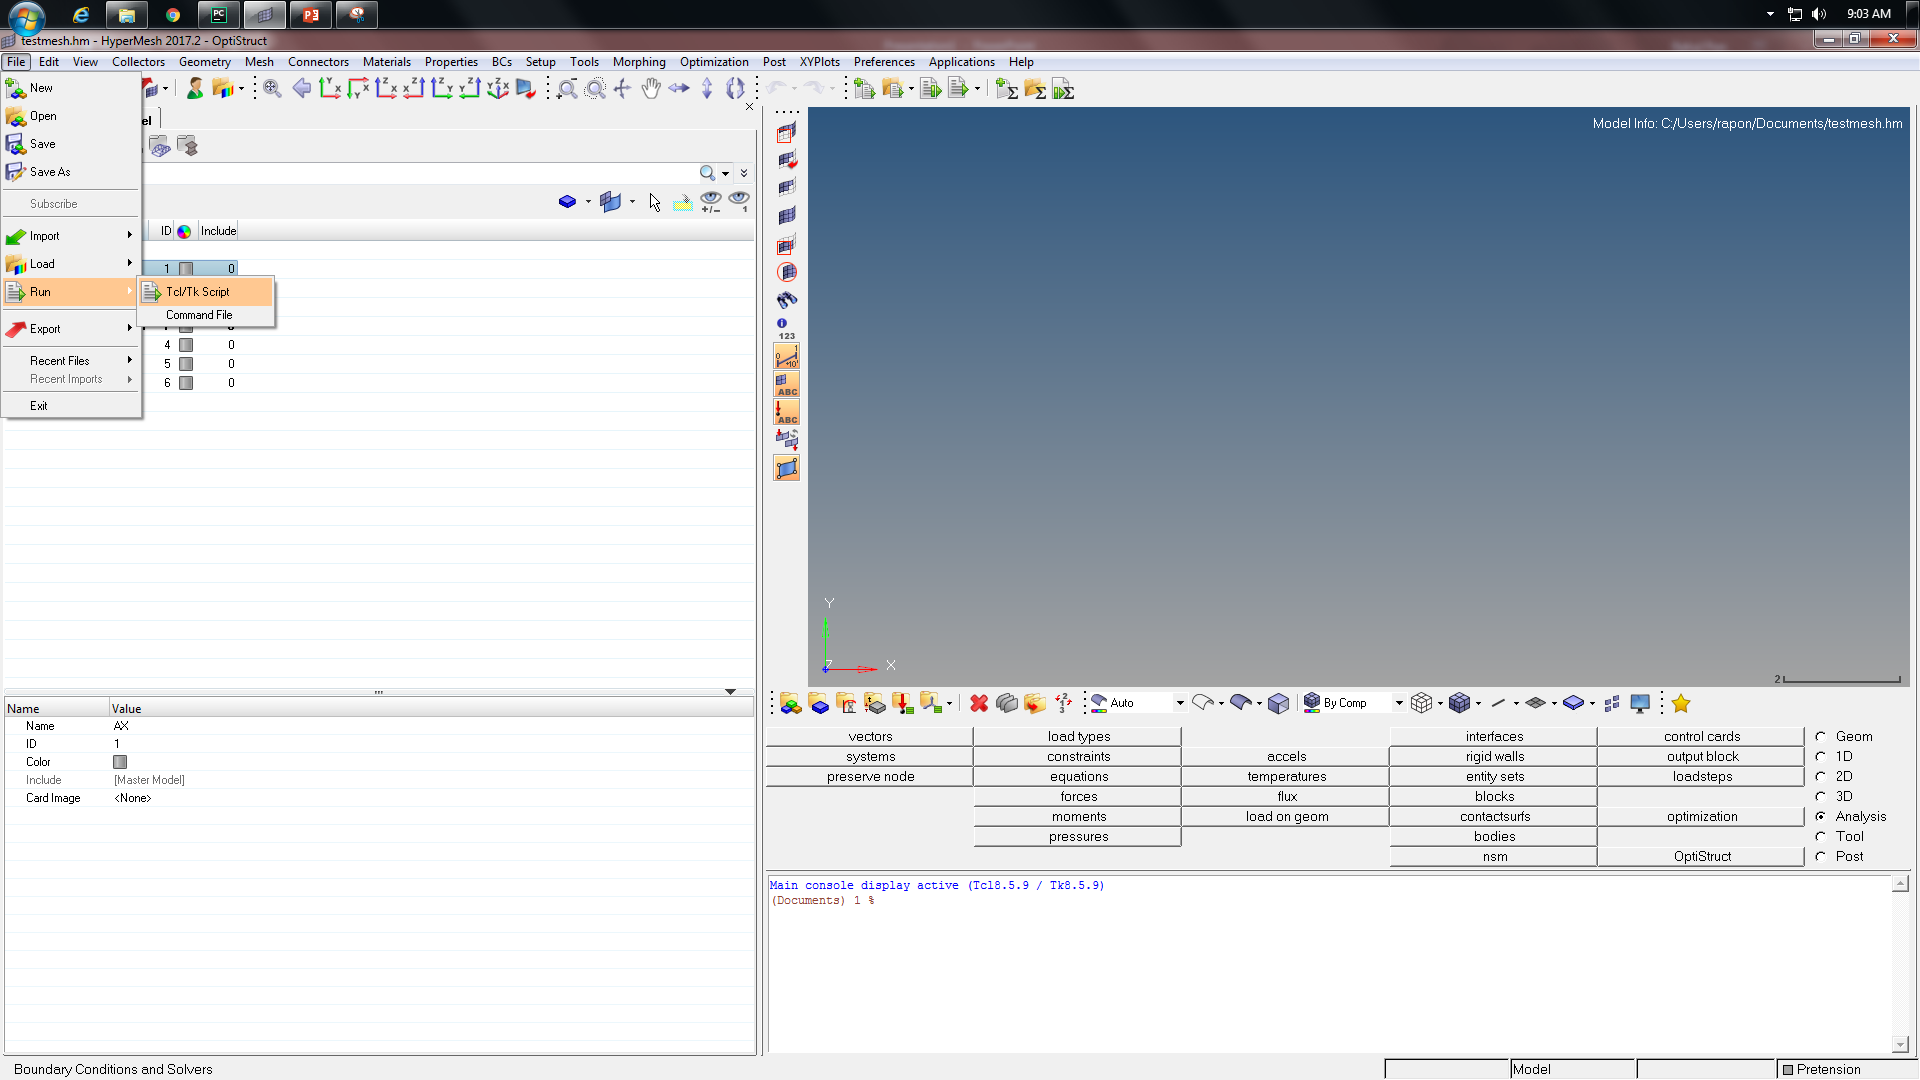 9:03 AM
testmesh.hm - HyperMesh 2017.2 - OptiStruct
File Edit View Collectors Geometry Mesh Connectors Materials Properties BCs Setup Tools Morphing Optimization Post XYPlots Preferences Applications Help
New
Open
Save
Save As
Subscribe
Import
Load
Run
Export
Recent Files
Recent Imports
Exit
Tcl/Tk Script
Command File
el
ID Include
1 0
4 0
5 0
6 0
Name Value
Name AX
ID 1
Color
Include [Master Model]
Card Image <None>
123
ABC
ABC
Model Info: C:/Users/rapon/Documents/testmesh.hm
Y
Z X
2
Auto
By Comp
vectors load types interfaces control cards Geom
systems constraints accels rigid walls output block 1D
preserve node equations temperatures entity sets loadsteps 2D
forces flux blocks 3D
moments load on geom contactsurfs optimization Analysis
pressures bodies Tool
nsm OptiStruct Post
Main console display active (Tcl8.5.9 / Tk8.5.9)
(Documents) 1 %
Boundary Conditions and Solvers
Model
Pretension